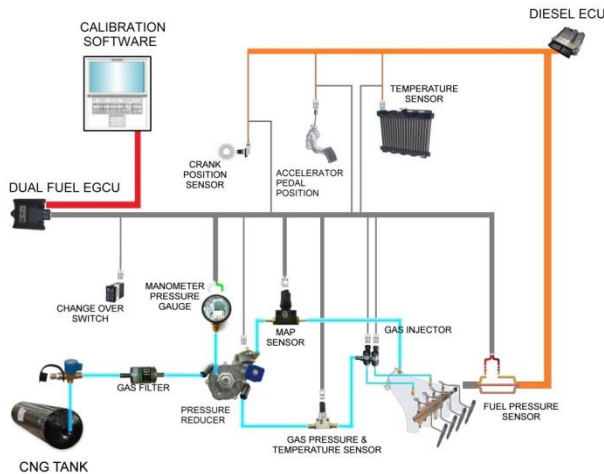 DIESEL ECU
CALIBRATION
SOFTWARE
TEMPERATURE
SENSOR
CRANK
POSITION
SENSOR
ACCELERATOR
PEDAL
POSITION
DUAL FUEL EGCU
CHANGE OVER
SWITCH
MANOMETER
PRESSURE
GAUGE
MAP
SENSOR
GAS INJECTOR
GAS FILTER
PRESSURE
REDUCER
GAS PRESSURE &
TEMPERATURE SENSOR
FUEL PRESSURE
SENSOR
CNG TANK